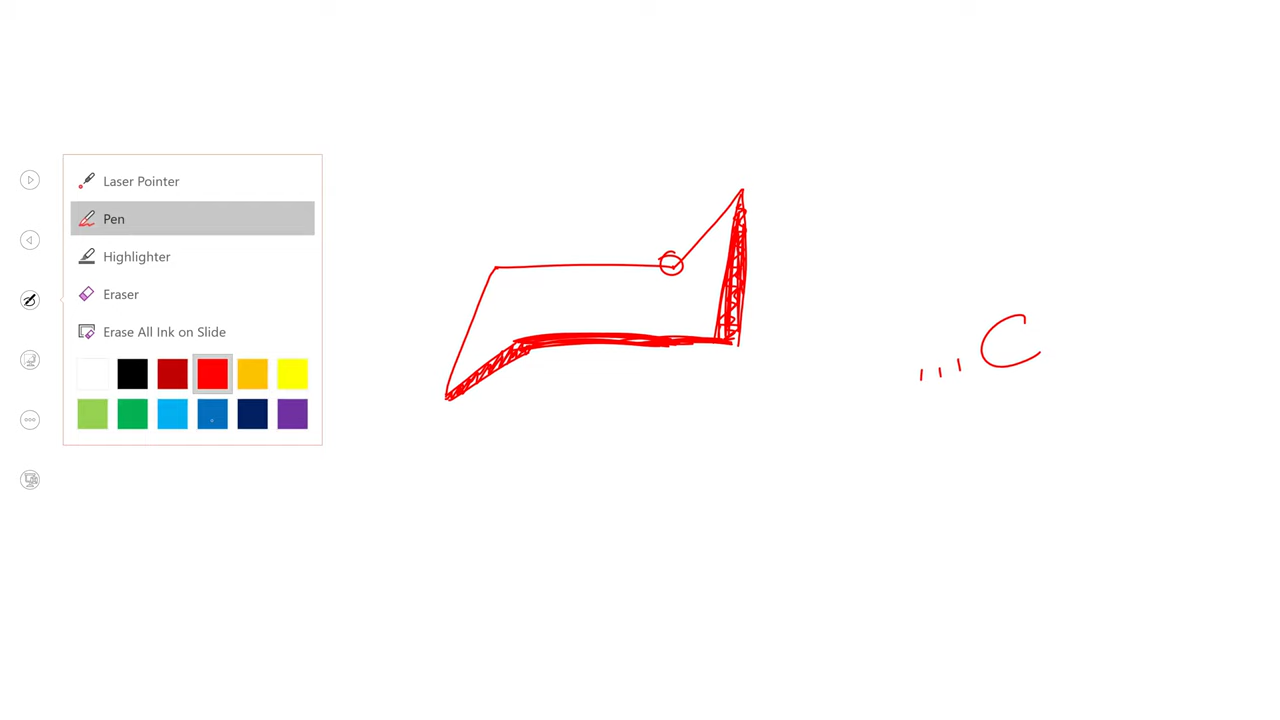 Laser Pointer
Pen
Highlighter
Eraser
Erase All Ink on Slide
C